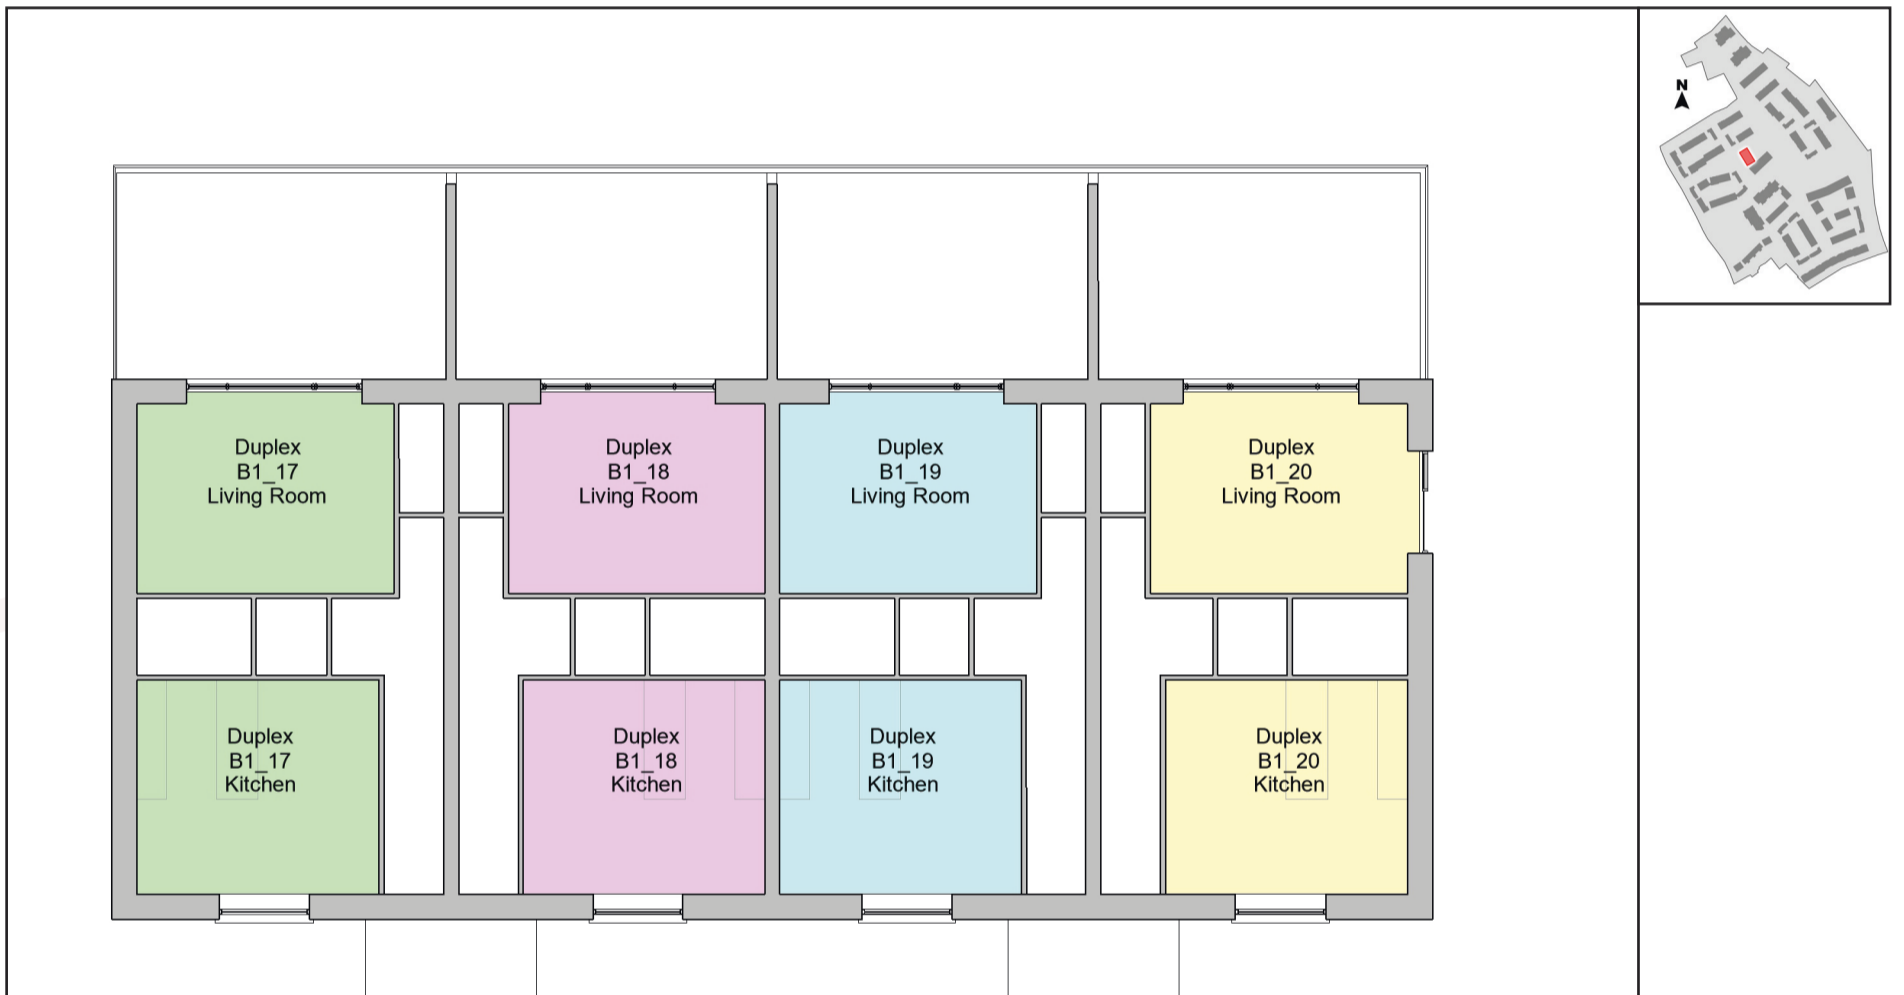 N
Duplex
B1_17
Living Room
Duplex
B1_18
Living Room
Duplex
B1_19
Living Room
Duplex
B1_20
Living Room
Duplex
B1_17
Kitchen
Duplex
B1_18
Kitchen
Duplex
B1_19
Kitchen
Duplex
B1_20
Kitchen